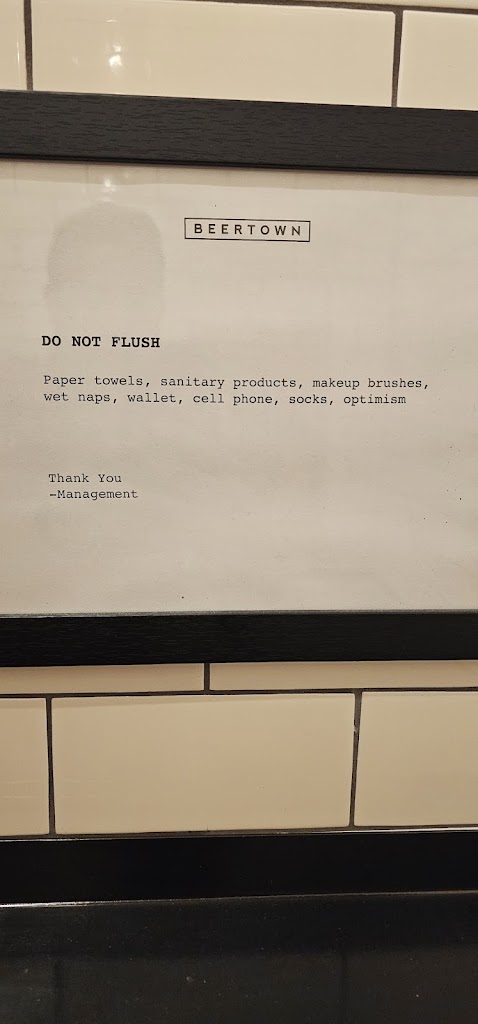 BEERTOWN
DO NOT FLUSH
Paper towels, sanitary products, makeup brushes,
wet naps, wallet, cell phone, socks, optimism
Thank You
-Management